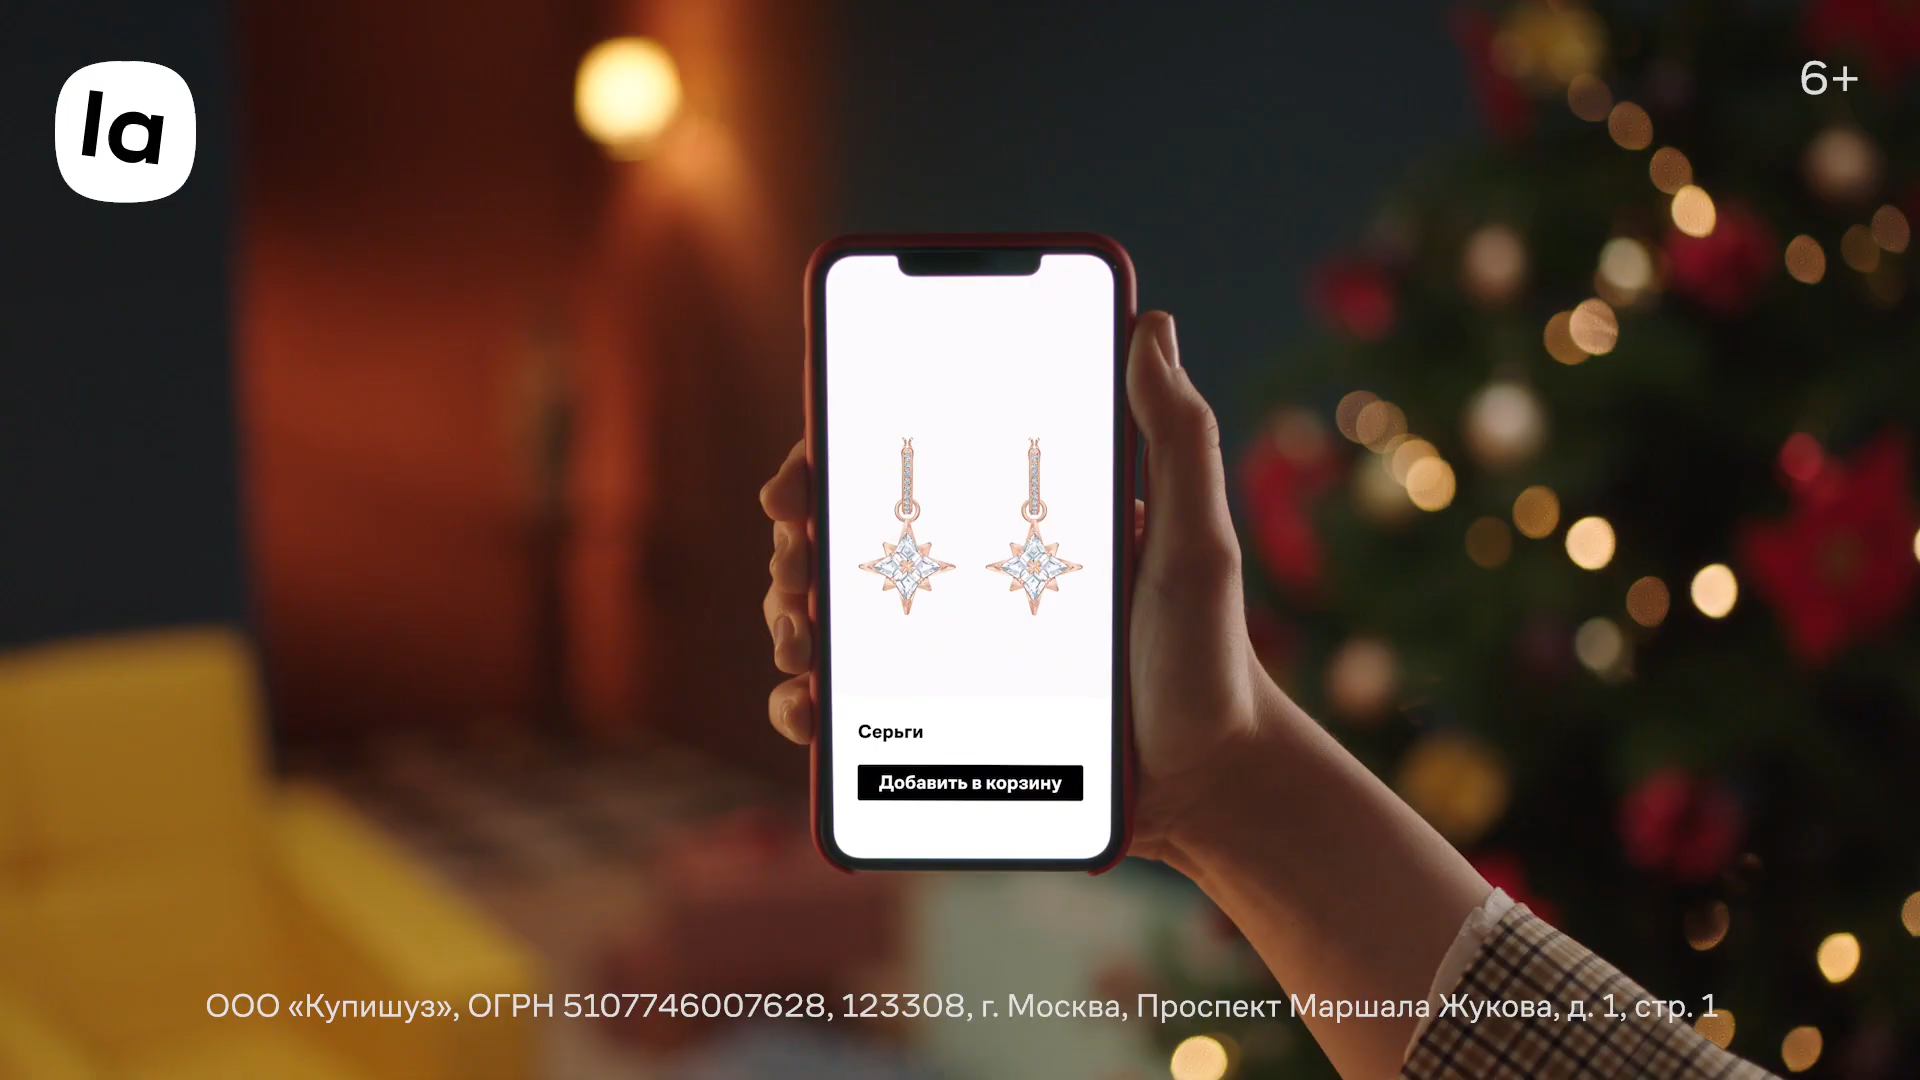 la
6+
Серьги
Добавить в корзину
ООО «Купишуз», ОГРН 5107746007628, 123308, г. Москва, Проспект Маршала Жукова, д. 1, стр. 1